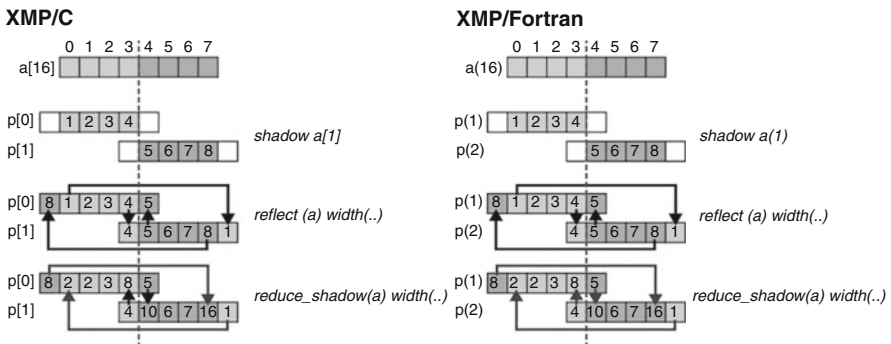 XMP/C
0 1 2 3 4 5 6 7
a[16]
p[0] 1 2 3 4
shadow a[1]
p[1] 5 6 7 8
p[0] 8 1 2 3 4 5
reflect (a) width(..)
p[1] 4 5 6 7 8 1
p[0] 8 2 2 3 8 5
reduce_shadow(a) width(..)
p[1] 4 10 6 7 16 1
XMP/Fortran
0 1 2 3 4 5 6 7
a(16)
p(1) 1 2 3 4
shadow a(1)
p(2) 5 6 7 8
p(1) 8 1 2 3 4 5
reflect (a) width(..)
p(2) 4 5 6 7 8 1
p(1) 8 2 2 3 8 5
reduce_shadow(a) width(..)
p(2) 4 10 6 7 16 1